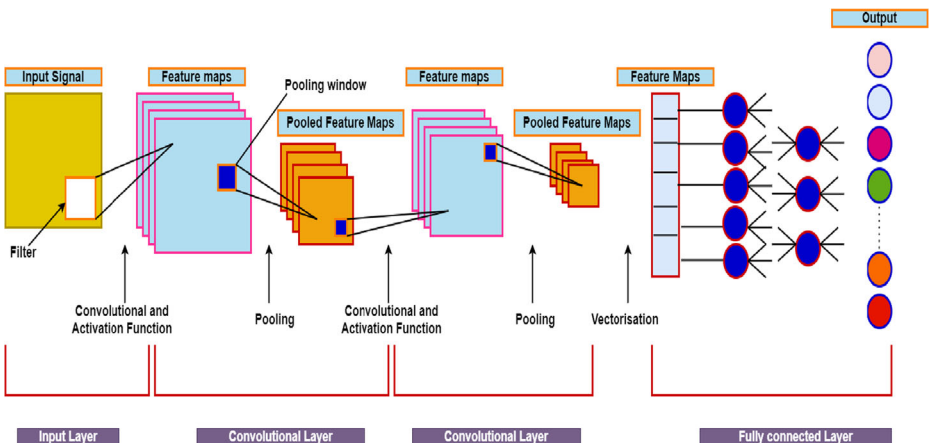 Output
Input Signal
Feature maps
Feature maps
Feature Maps
Pooling window
Pooled Feature Maps
Pooled Feature Maps
Filter
Convolutional and
Activation Function
Pooling
Convolutional and
Activation Function
Pooling
Vectorisation
Input Layer
Convolutional Layer
Convolutional Layer
Fully connected Layer